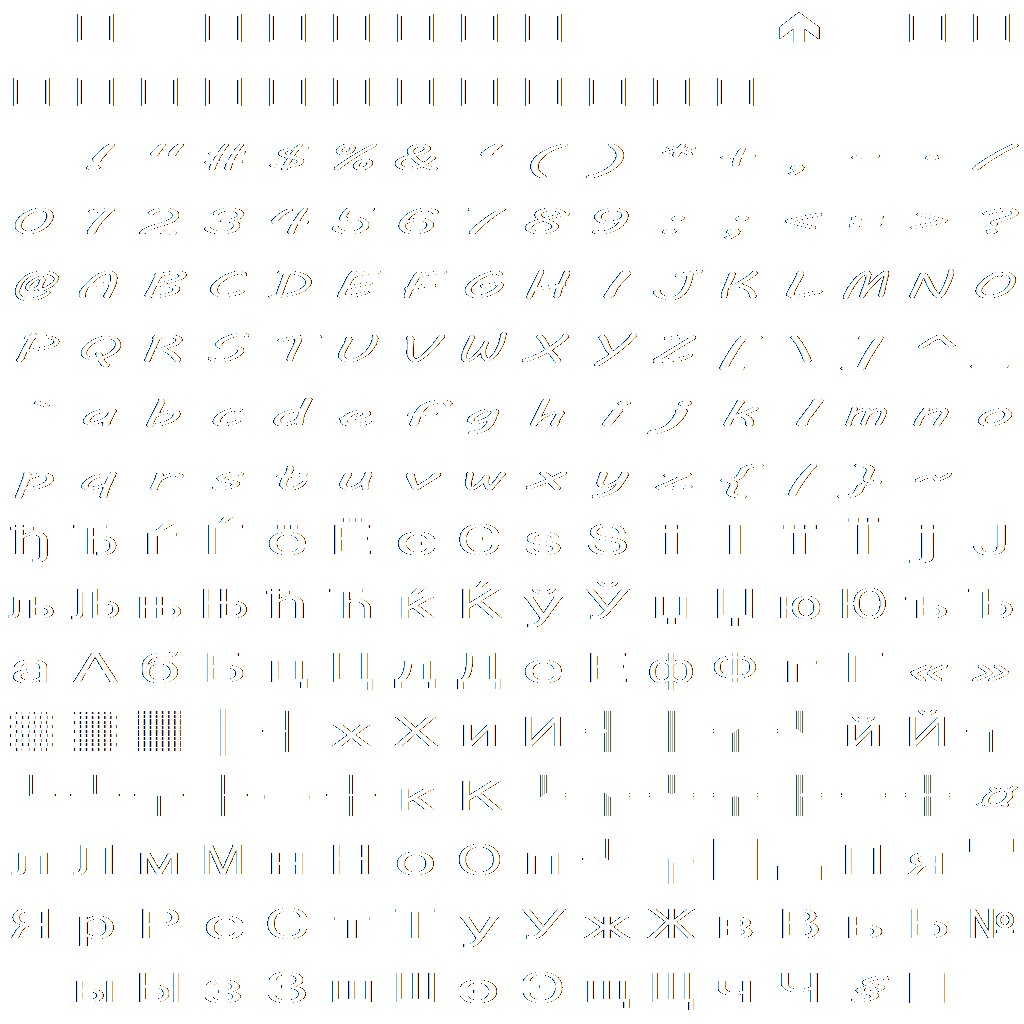 ! " # $ % & ' ( ) * + , - . /
0 1 2 3 4 5 6 7 8 9 : ; < = > ?
@ A B C D E F G H I J K L M N O
P Q R S T U V W X Y Z [ \ ] ^ _
` a b c d e f g h i j k l m n o
p q r s t u v w x y z { | } ~
ђ Ђ ѓ Ѓ ё Ё є Є ѕ Ѕ і І ї Ї ј Ј
љ Љ њ Њ ћ Ћ ќ Ќ ў Ў џ Џ ю Ю ъ Ъ
а А б Б ц Ц д Д е Е ф Ф г Г « »
░ ▒ ▓ │ ┤ х Х и И ╣ ║ ╗ ╝ й Й ┐
└ ┴ ┬ ├ ─ ┼ к К ╚ ╔ ╩ ╦ ╠ ═ ╬ ¤
л Л м М н Н о О п ┘ ┌ █ ▄ П я ▀
Я р Р с С т Т у У ж Ж в В ь Ь №
ы Ы з З ш Ш э Э щ Щ ч Ч § ■